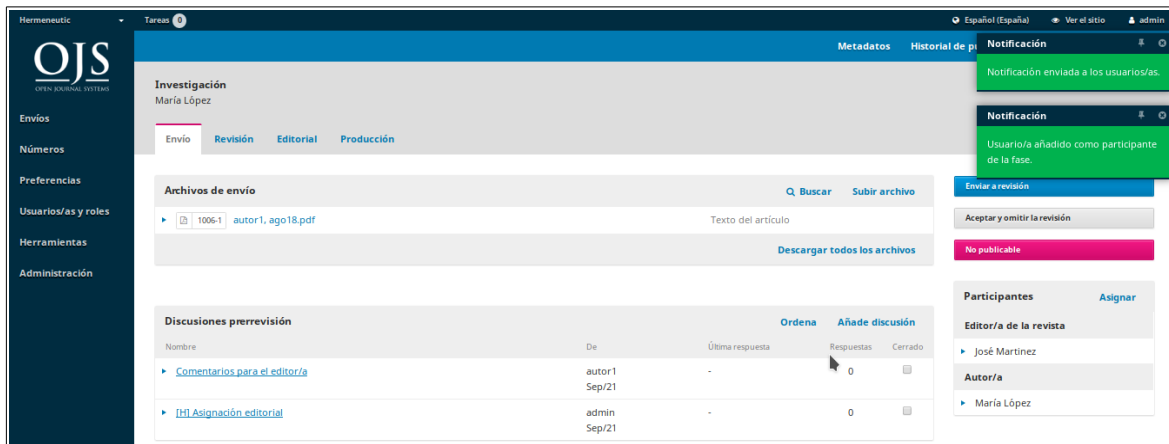 Hermeneutic
Tareas 0
Español (España)
Ver el sitio
admin
OJS
OPEN JOURNAL SYSTEMS
Envíos
Números
Preferencias
Usuarios/as y roles
Herramientas
Administración
Metadatos
Historial de pu
Notificación
Notificación enviada a los usuarios/as.
Notificación
Usuario/a añadido como participante
de la fase.
Investigación
María López
Envío
Revisión
Editorial
Producción
Archivos de envío
Buscar
Subir archivo
1006-1 autor1, ago18.pdf
Texto del artículo
Descargar todos los archivos
Enviar a revisión
Aceptar y omitir la revisión
No publicable
Discusiones prerrevisión
Ordena
Añade discusión
Nombre
De
Última respuesta
Respuestas
Cerrado
Comentarios para el editor/a
autor1
Sep/21
-
0
[H] Asignación editorial
admin
Sep/21
-
0
Participantes
Asignar
Editor/a de la revista
José Martinez
Autor/a
María López